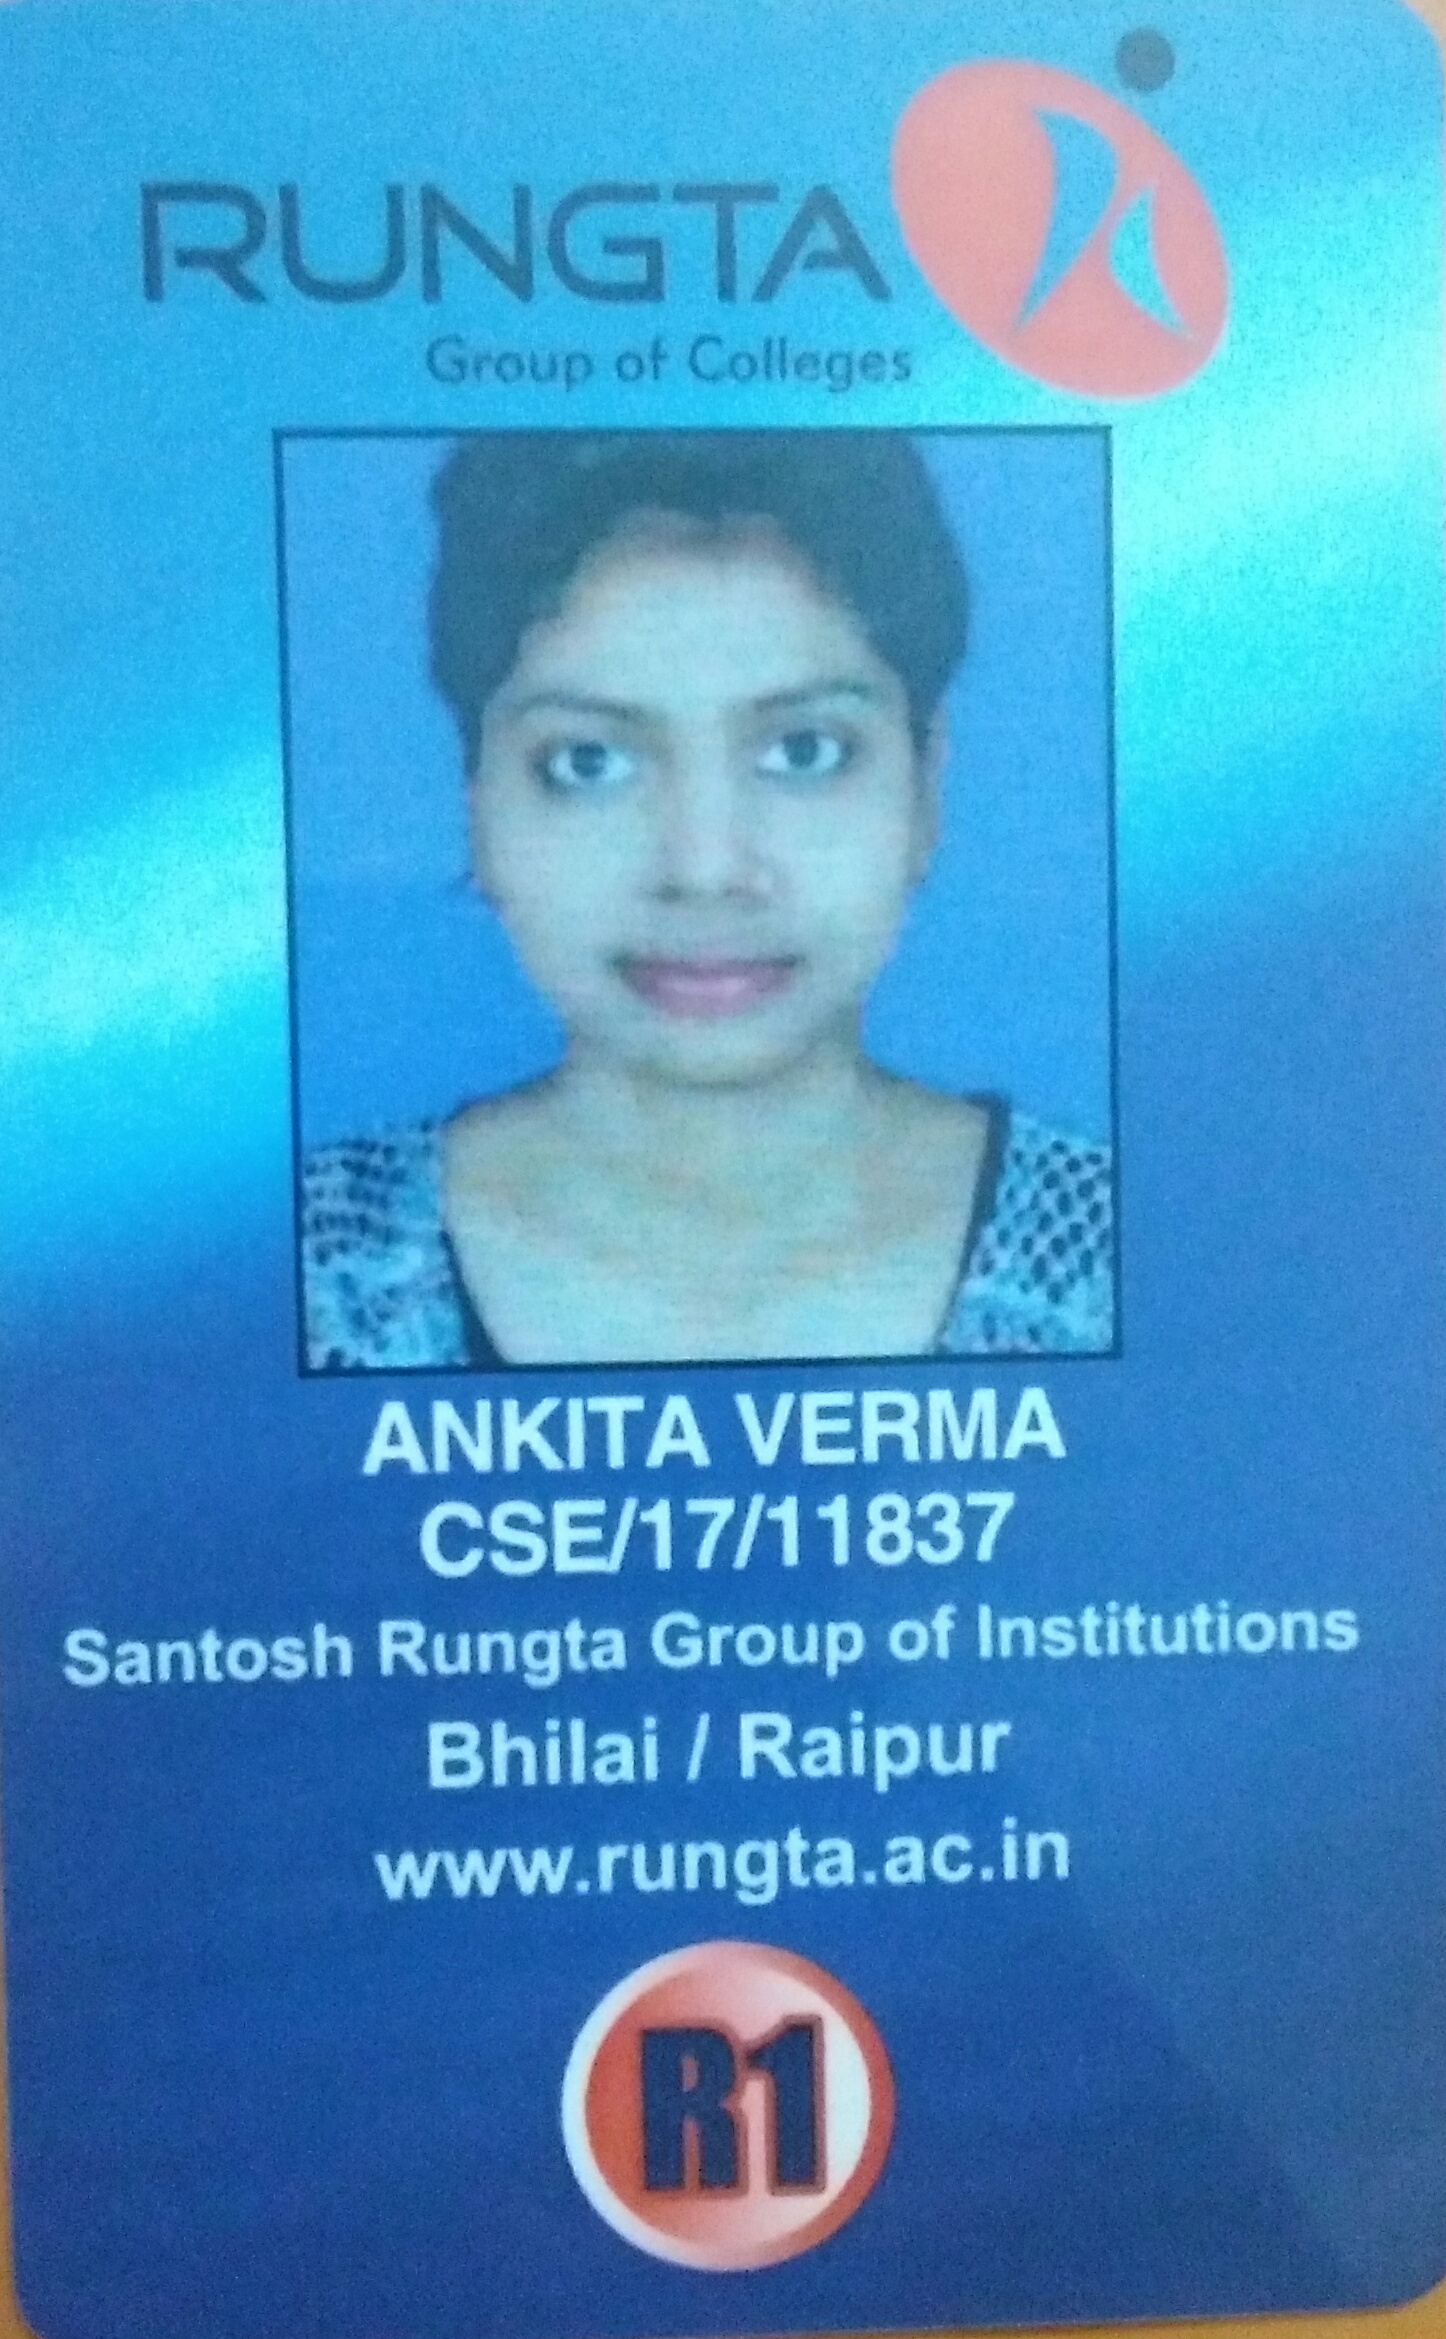 RUNGTA
Group of Colleges
ANKITA VERMA
CSE/17/11837
Santosh Rungta Group of Institutions
Bhilai / Raipur
www.rungta.ac.in
R1